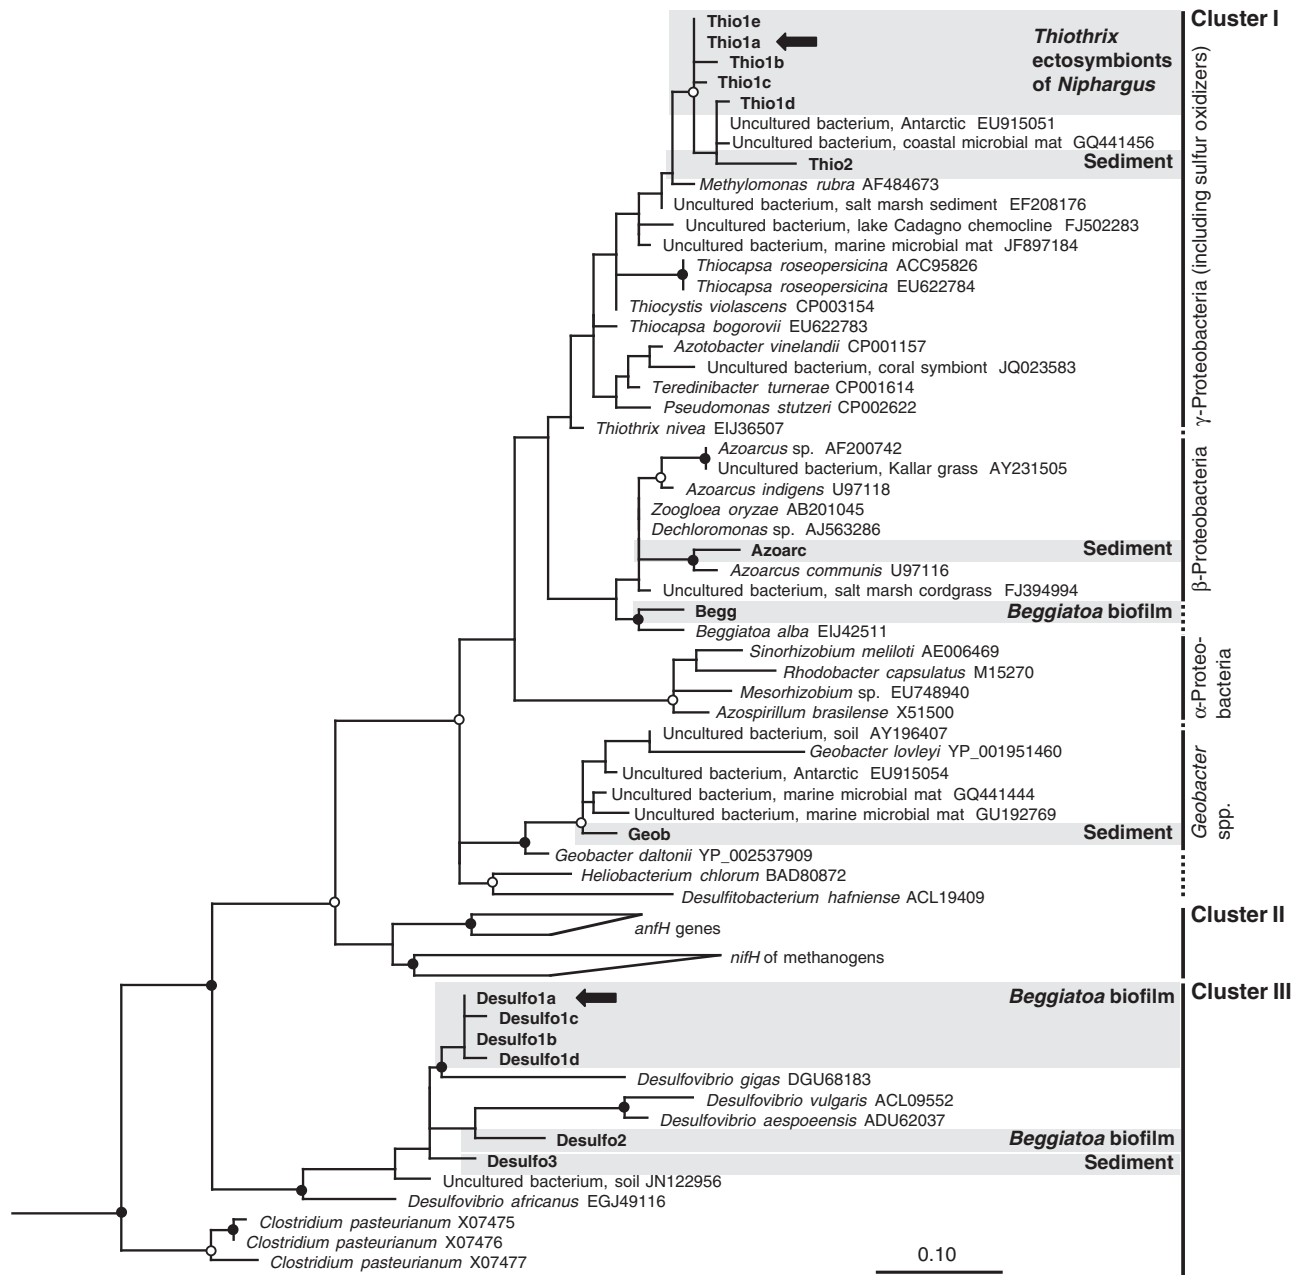 Cluster I
Thio1e
Thio1a
Thiothrix
ectosymbionts
of Niphargus
Thio1b
Thio1c
Thio1d
Uncultured bacterium, Antarctic EU915051
Uncultured bacterium, coastal microbial mat GQ441456
Thio2
Sediment
Methylomonas rubra AF484673
Uncultured bacterium, salt marsh sediment EF208176
Uncultured bacterium, lake Cadagno chemocline FJ502283
Uncultured bacterium, marine microbial mat JF897184
Thiocapsa roseopersicina ACC95826
Thiocapsa roseopersicina EU622784
Thiocystis violascens CP003154
Thiocapsa bogorovii EU622783
Azotobacter vinelandii CP001157
Uncultured bacterium, coral symbiont JQ023583
Teredinibacter turnerae CP001614
Pseudomonas stutzeri CP002622
Thiothrix nivea EIJ36507
γ-Proteobacteria (including sulfur oxidizers)
Azoarcus sp. AF200742
Uncultured bacterium, Kallar grass AY231505
Azoarcus indigens U97118
Zoogloea oryzae AB201045
Dechloromonas sp. AJ563286
Azoarc
Sediment
Azoarcus communis U97116
Uncultured bacterium, salt marsh cordgrass FJ394994
β-Proteobacteria
Begg
Beggiatoa biofilm
Beggiatoa alba EIJ42511
Sinorhizobium meliloti AE006469
Rhodobacter capsulatus M15270
Mesorhizobium sp. EU748940
Azospirillum brasilense X51500
α-Proteo-
bacteria
Uncultured bacterium, soil AY196407
Geobacter lovleyi YP_001951460
Uncultured bacterium, Antarctic EU915054
Uncultured bacterium, marine microbial mat GQ441444
Uncultured bacterium, marine microbial mat GU192769
Geob
Sediment
Geobacter
spp.
Geobacter daltonii YP_002537909
Heliobacterium chlorum BAD80872
Desulfitobacterium hafniense ACL19409
Cluster II
anfH genes
nifH of methanogens
Cluster III
Desulfo1a
Beggiatoa biofilm
Desulfo1c
Desulfo1b
Desulfo1d
Desulfovibrio gigas DGU68183
Desulfovibrio vulgaris ACL09552
Desulfovibrio aespoeensis ADU62037
Desulfo2
Beggiatoa biofilm
Desulfo3
Sediment
Uncultured bacterium, soil JN122956
Desulfovibrio africanus EGJ49116
Clostridium pasteurianum X07475
Clostridium pasteurianum X07476
Clostridium pasteurianum X07477
0.10